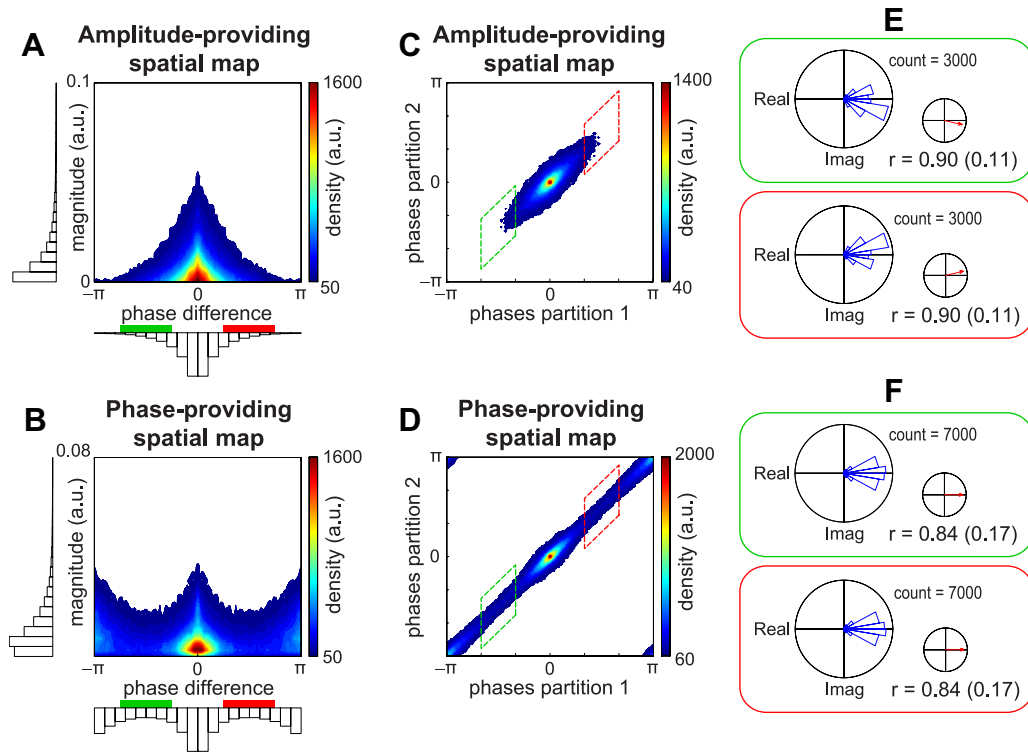 A
Amplitude-providing
spatial map
0.1
magnitude (a.u.)
0
−π
0
π
phase difference
1600
density (a.u.)
50
C
Amplitude-providing
spatial map
π
phases partition 2
0
−π
−π
0
π
phases partition 1
1400
density (a.u.)
40
E
count = 3000
Real
Imag
r = 0.90 (0.11)
count = 3000
Real
Imag
r = 0.90 (0.11)
B
Phase-providing
spatial map
0.08
magnitude (a.u.)
−π
0
π
phase difference
1600
density (a.u.)
50
D
Phase-providing
spatial map
π
phases partition 2
0
−π
−π
0
π
phases partition 1
2000
density (a.u.)
60
F
count = 7000
Real
Imag
r = 0.84 (0.17)
count = 7000
Real
Imag
r = 0.84 (0.17)